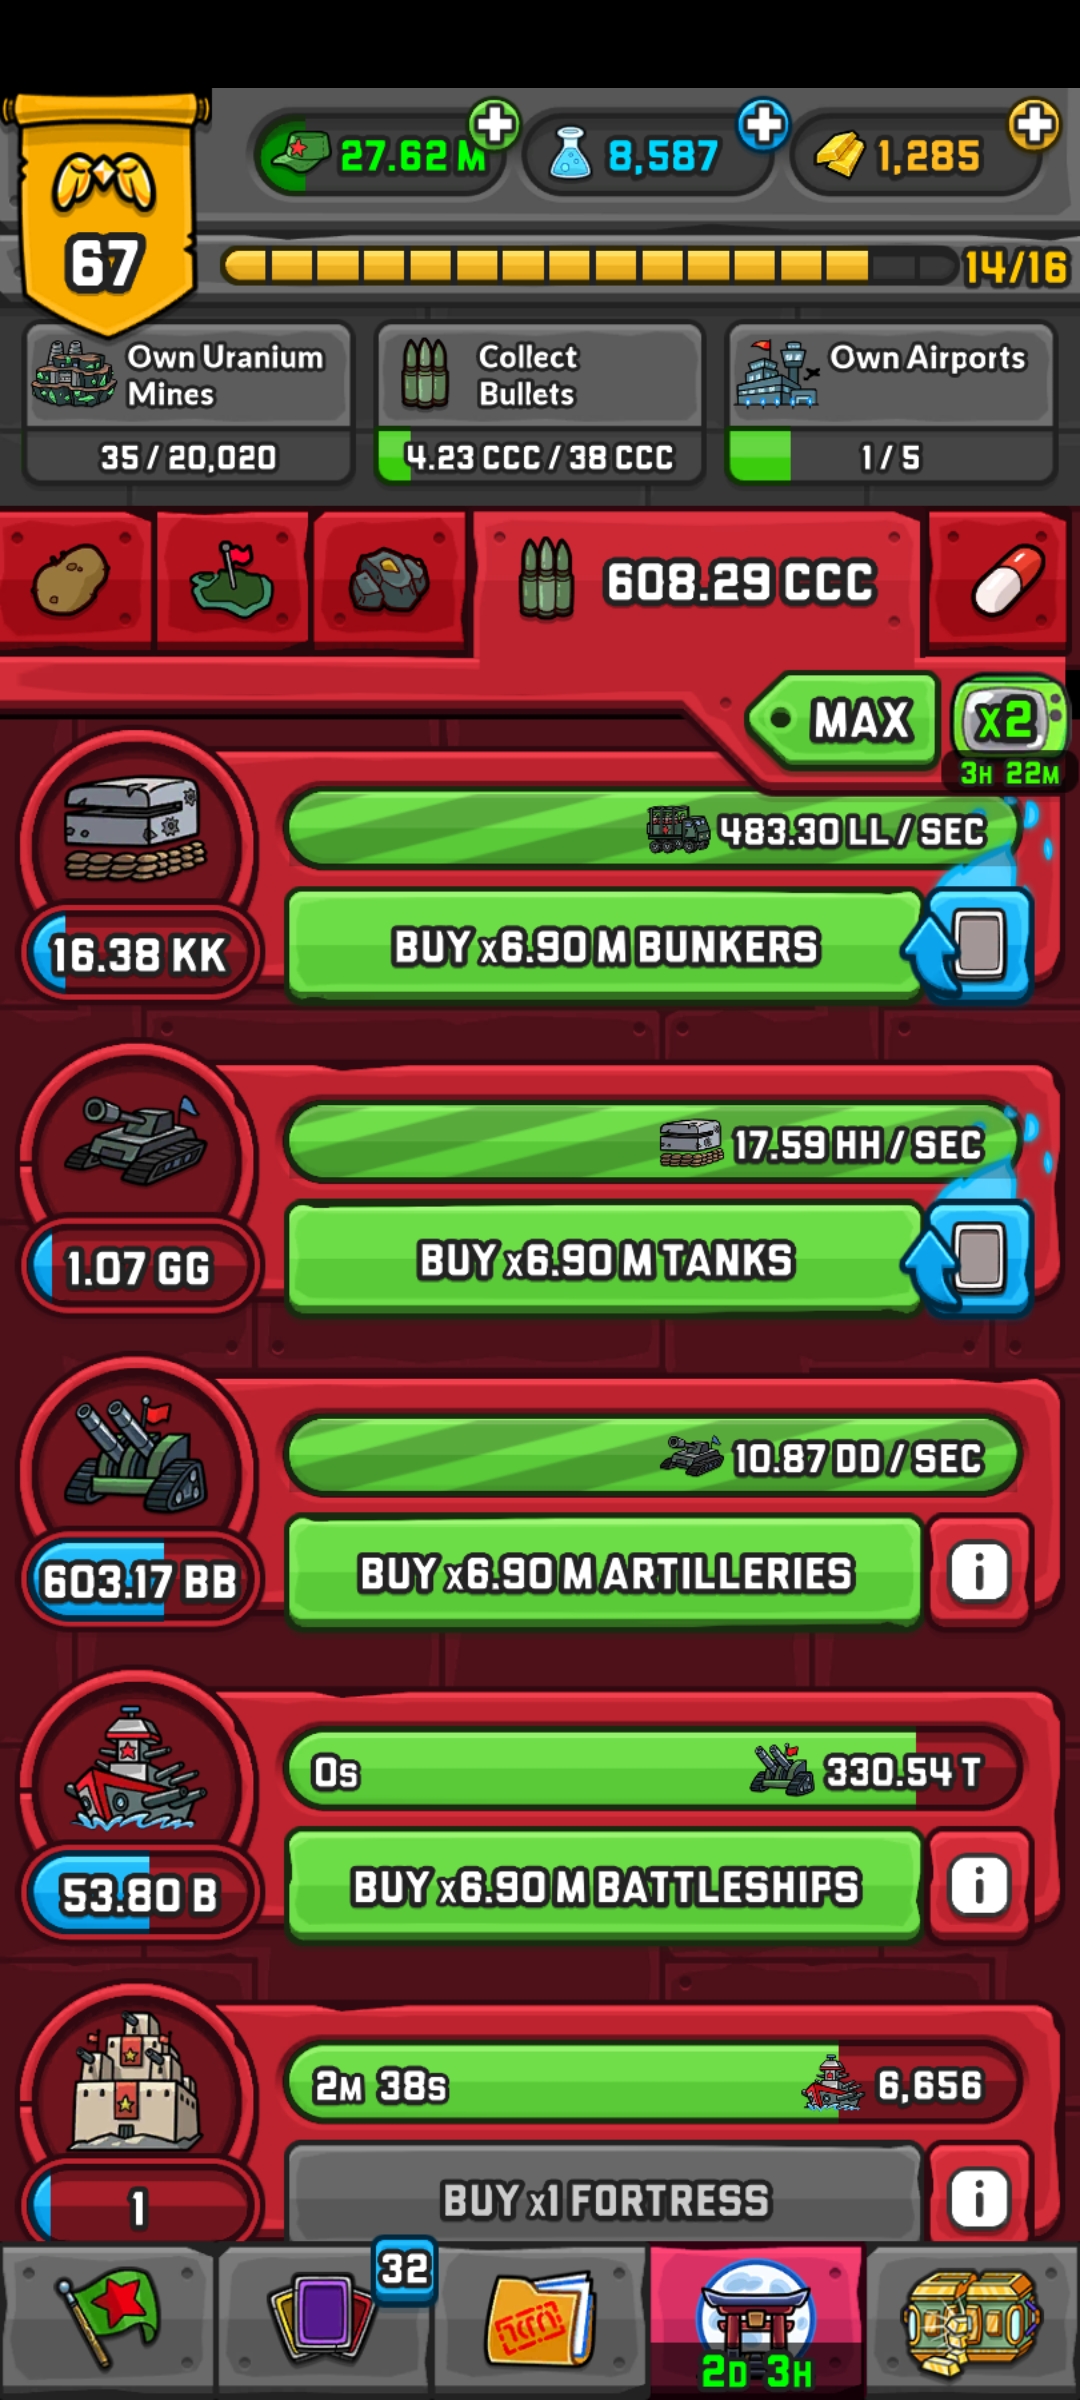 27.62 M
8,587
1,285
67
14/16
Own Uranium
Mines
35 / 20,020
Collect
Bullets
4.23 CCC / 38 CCC
Own Airports
1 / 5
608.29 CCC
MAX
x2
3H 22M
483.30 LL / SEC
16.38 KK
BUY x6.90 M BUNKERS
17.59 HH / SEC
1.07 GG
BUY x6.90 M TANKS
10.87 DD / SEC
603.17 BB
BUY x6.90 M ARTILLERIES
i
0s
330.54 T
53.80 B
BUY x6.90 M BATTLESHIPS
i
2M 38s
6,656
1
BUY x1 FORTRESS
i
32
2D 3H